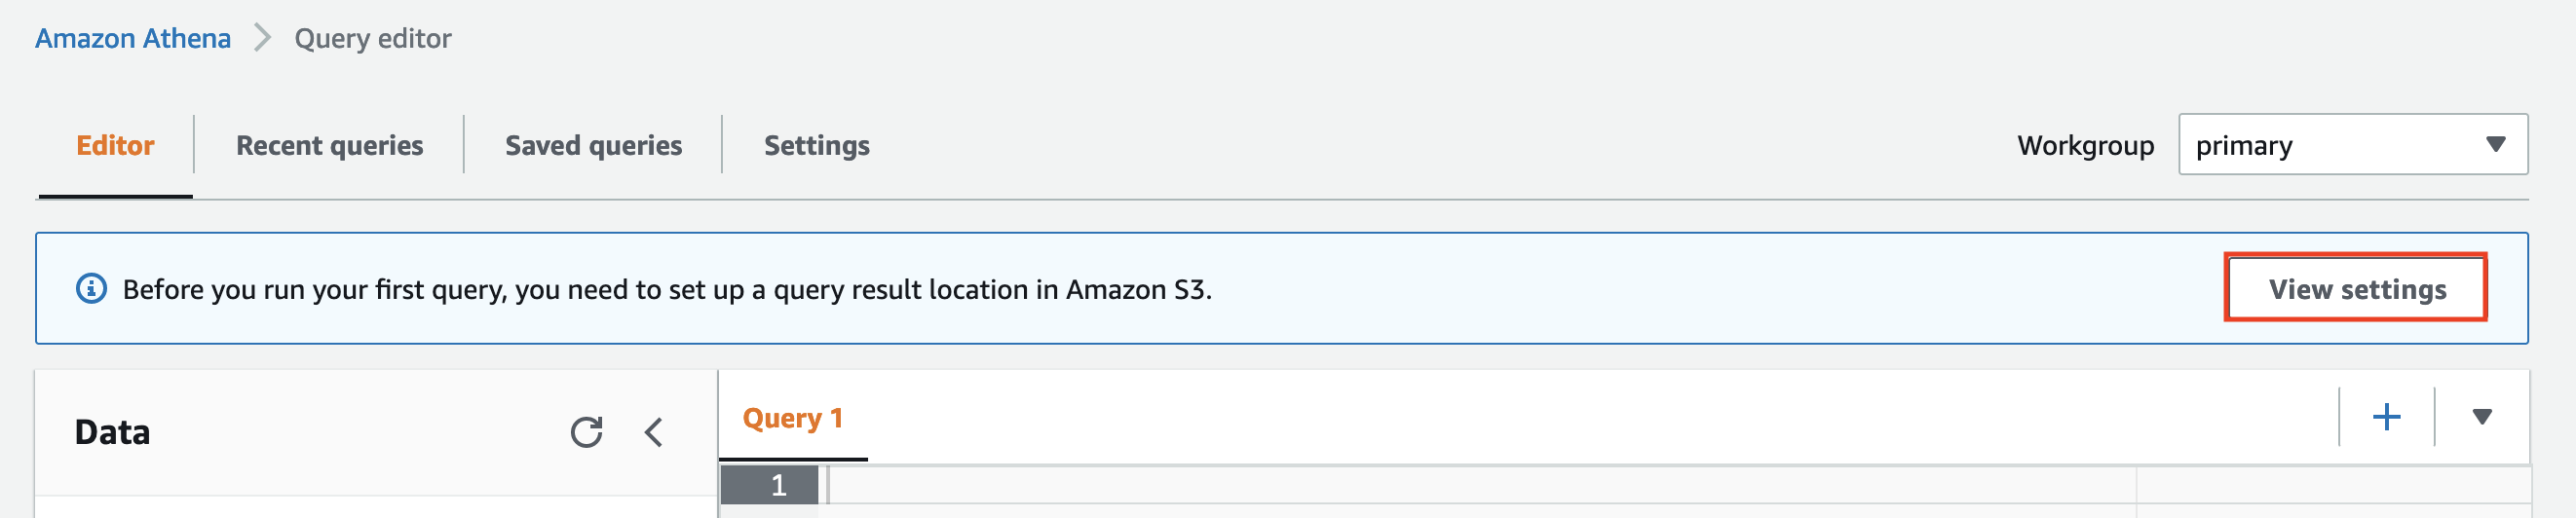 Amazon Athena > Query editor
Editor Recent queries Saved queries Settings Workgroup primary
Before you run your first query, you need to set up a query result location in Amazon S3. View settings
Data Query 1
1